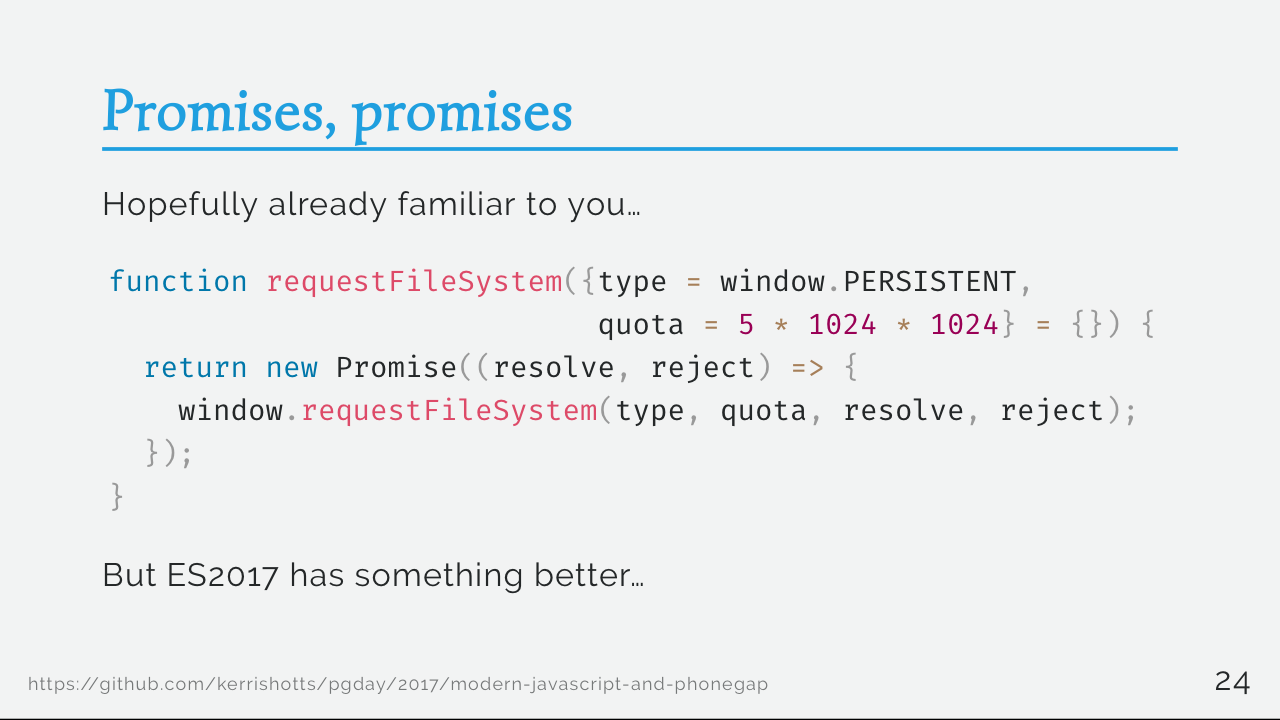 Promises, promises
Hopefully already familiar to you…
function requestFileSystem({type = window.PERSISTENT,
                            quota = 5 * 1024 * 1024} = {}) {
  return new Promise((resolve, reject) => {
    window.requestFileSystem(type, quota, resolve, reject);
  });
}
But ES2017 has something better…
https://github.com/kerrishotts/pgday/2017/modern-javascript-and-phonegap
24